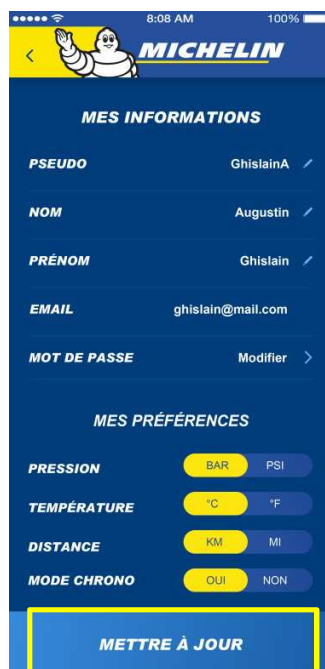 8:08 AM 100%
MICHELIN
MES INFORMATIONS
PSEUDO GhislainA
NOM Augustin
PRÉNOM Ghislain
EMAIL ghislain@mail.com
MOT DE PASSE Modifier
MES PRÉFÉRENCES
PRESSION BAR PSI
TEMPÉRATURE °C °F
DISTANCE KM MI
MODE CHRONO OUI NON
METTRE À JOUR